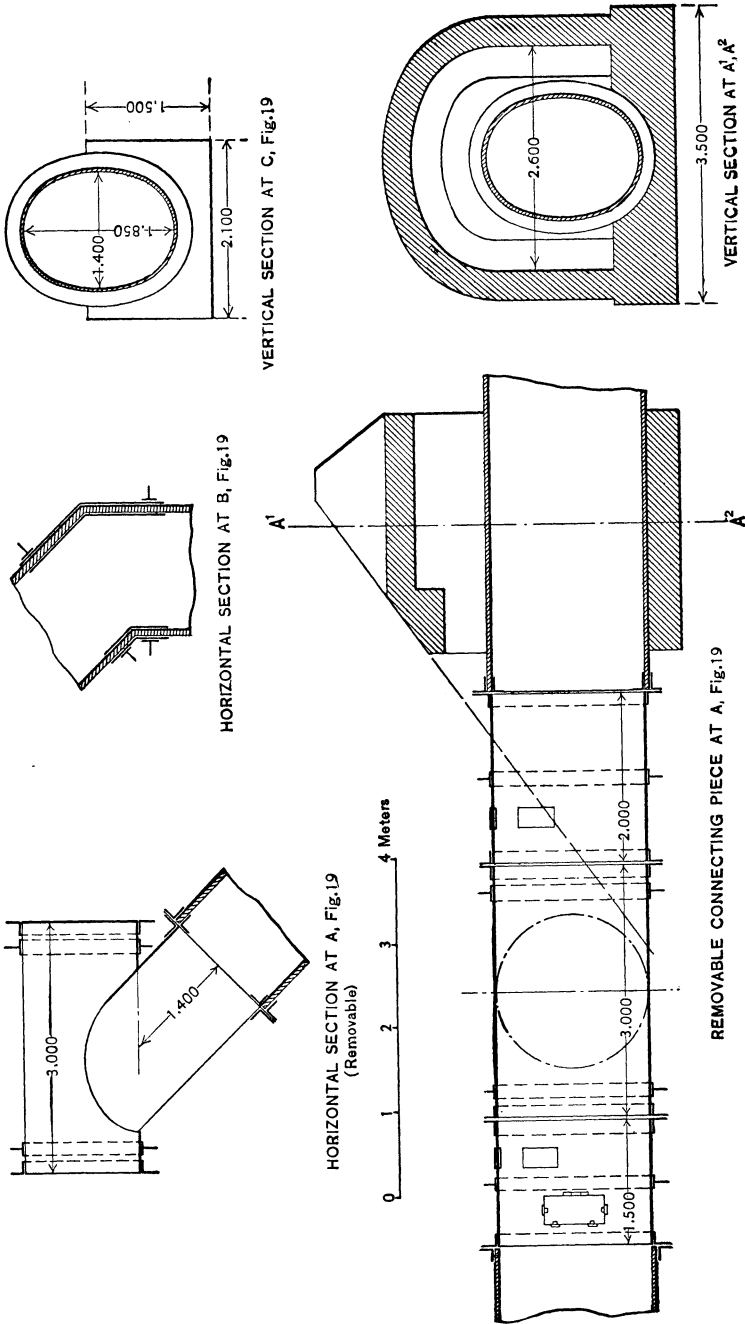 3.000
1.400
HORIZONTAL SECTION AT A, Fig.19
(Removable)
HORIZONTAL SECTION AT B, Fig.19
1.400
1.850
2.100
1.500
VERTICAL SECTION AT C, Fig.19
0 1 2 3 4 Meters
1.500
3.000
2.000
A¹
A²
REMOVABLE CONNECTING PIECE AT A, Fig.19
2.600
3.500
VERTICAL SECTION AT A¹,A²